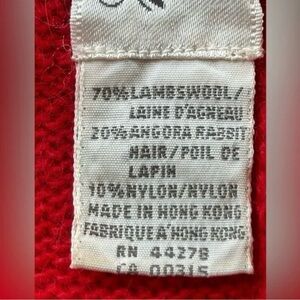 70% LAMBSWOOL/
LAINE D'AGNEAU
20% ANGORA RABBIT
HAIR/POIL DE
LAPIN
10% NYLON/NYLON
MADE IN HONG KONG
FABRIQUE A' HONG KONG
RN 44278
CA 00315